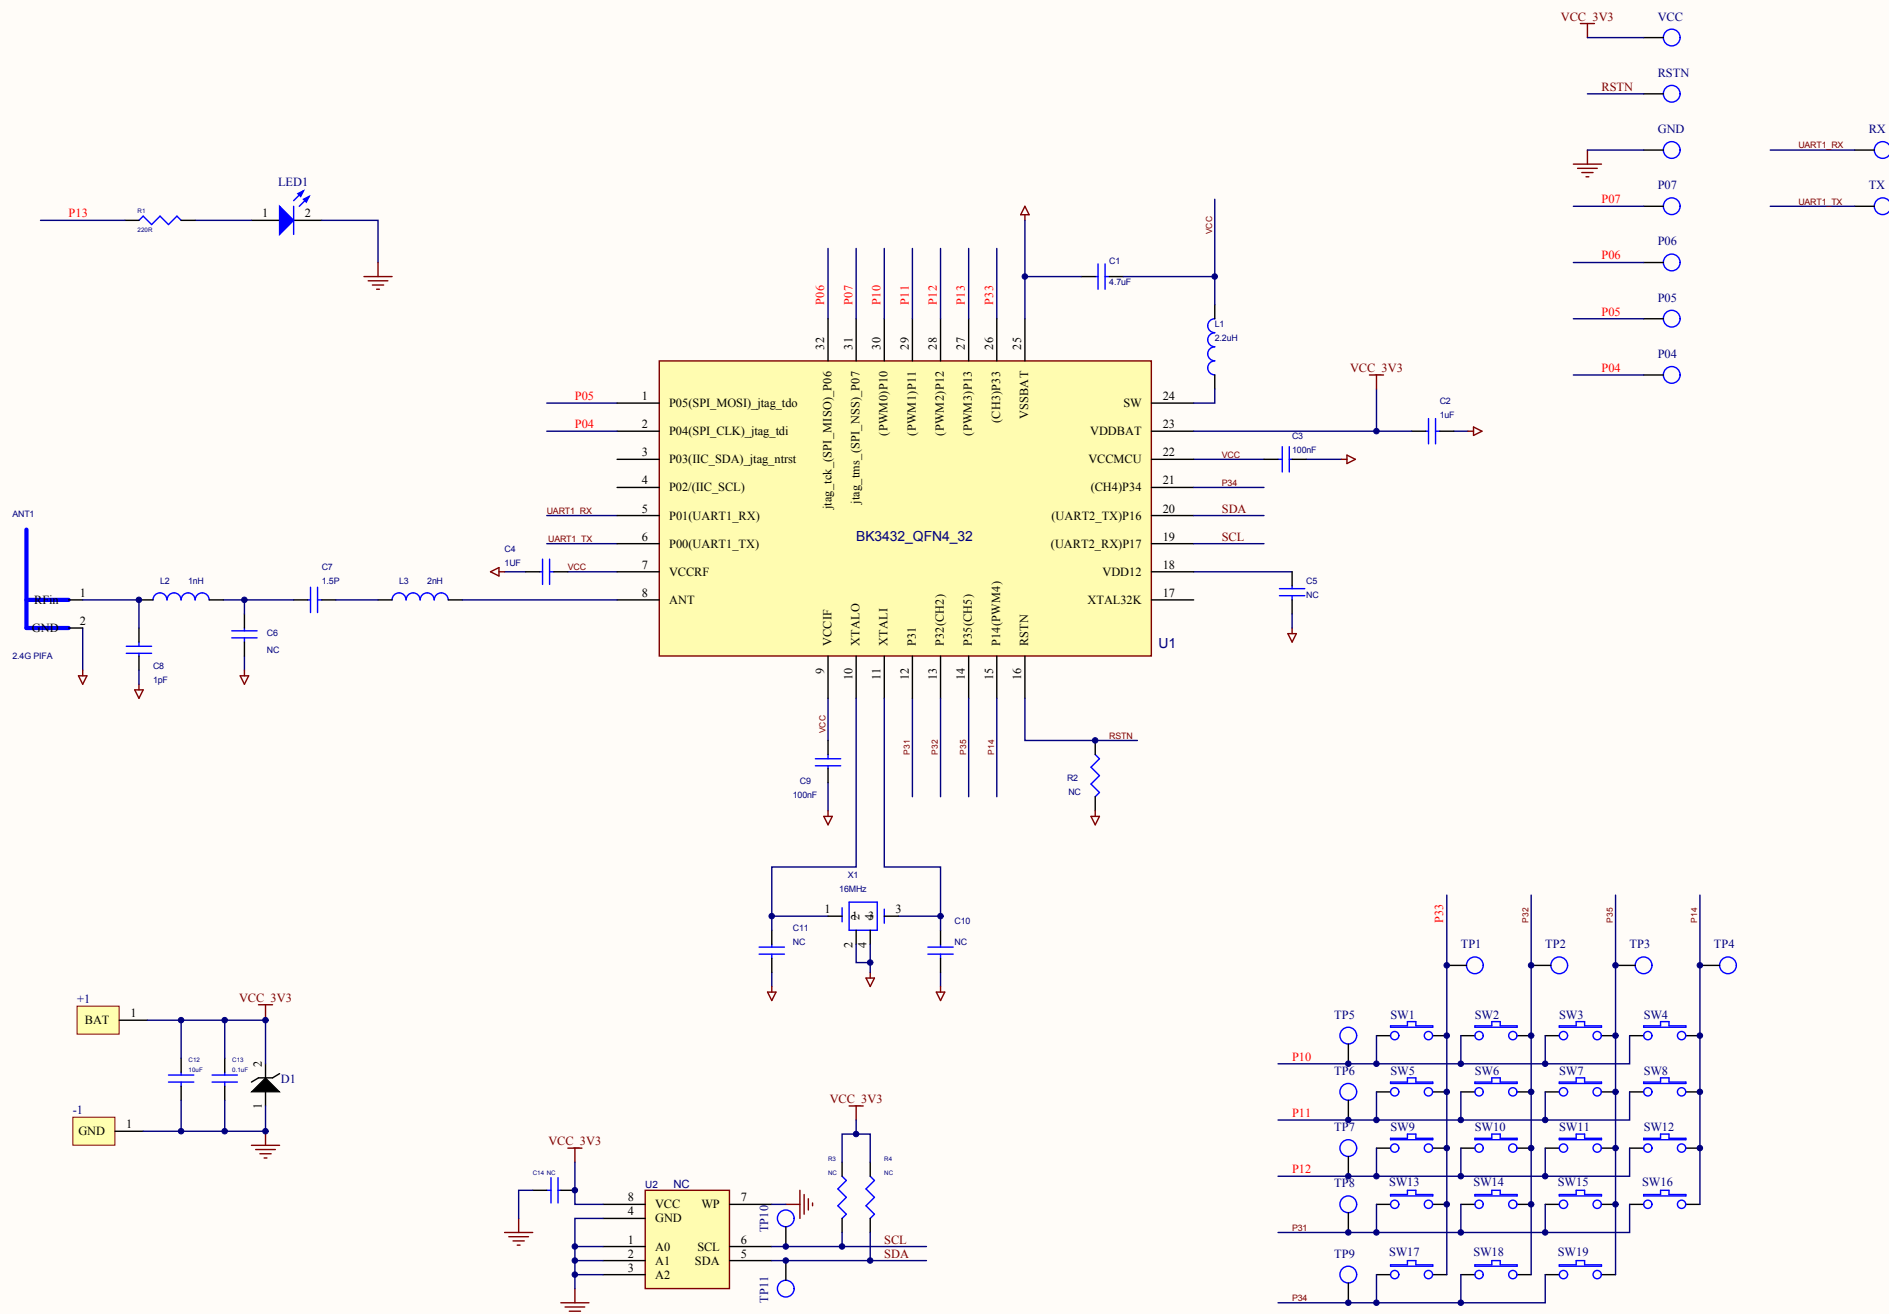 VCC_3V3 VCC
RSTN
RSTN
GND RX
UART1_RX
P07 TX
P07 UART1_TX
P06
P06
P05
P05
P04
P04
LED1
P13 R1 220R 1 2
VCC
C1
4.7uF
L1
2.2uH
P06 P07 P10 P11 P12 P13 P33
32 31 30 29 28 27 26 25
jtag_tck_(SPI_MISO)_P06
jtag_tms_(SPI_NSS)_P07
(PWM0)P10
(PWM1)P11
(PWM2)P12
(PWM3)P13
(CH3)P33
VSSBAT
P05 1 P05(SPI_MOSI)_jtag_tdo
P04 2 P04(SPI_CLK)_jtag_tdi
3 P03(IIC_SDA)_jtag_ntrst
4 P02/(IIC_SCL)
UART1_RX 5 P01(UART1_RX)
UART1_TX 6 P00(UART1_TX)
C4
1UF
VCC 7 VCCRF
8 ANT
BK3432_QFN4_32
U1
VCC_3V3
SW 24
VDDBAT 23
C2
1uF
VCCMCU 22 VCC
C3
100nF
(CH4)P34 21 P34
(UART2_TX)P16 20 SDA
(UART2_RX)P17 19 SCL
VDD12 18
C5
NC
XTAL32K 17
VCCIF XTALO XTALI P31 P32(CH2) P35(CH5) P14(PWM4) RSTN
9 10 11 12 13 14 15 16
VCC P31 P32 P35 P14
RSTN
R2
NC
C9
100nF
ANT1
RFin 1
GND 2
2.4G PIFA
L2 1nH
C7
1.5P
L3 2nH
C6
NC
C8
1pF
X1
16MHz
1 1 3 3
2 4
C11
NC
C10
NC
+1
BAT 1
VCC_3V3
C12
10uF
C13
0.1uF
2
D1
1
-1
GND 1
VCC_3V3
VCC_3V3
C14 NC
U2 NC
R3
NC
R4
NC
8 VCC WP 7
4 GND
TP10
1 A0 SCL 6 SCL
2 A1 SDA 5 SDA
3 A2
TP11
P33 P32 P35 P14
TP1 TP2 TP3 TP4
TP5 SW1 SW2 SW3 SW4
P10
TP6 SW5 SW6 SW7 SW8
P11
TP7 SW9 SW10 SW11 SW12
P12
TP8 SW13 SW14 SW15 SW16
P31
TP9 SW17 SW18 SW19
P34